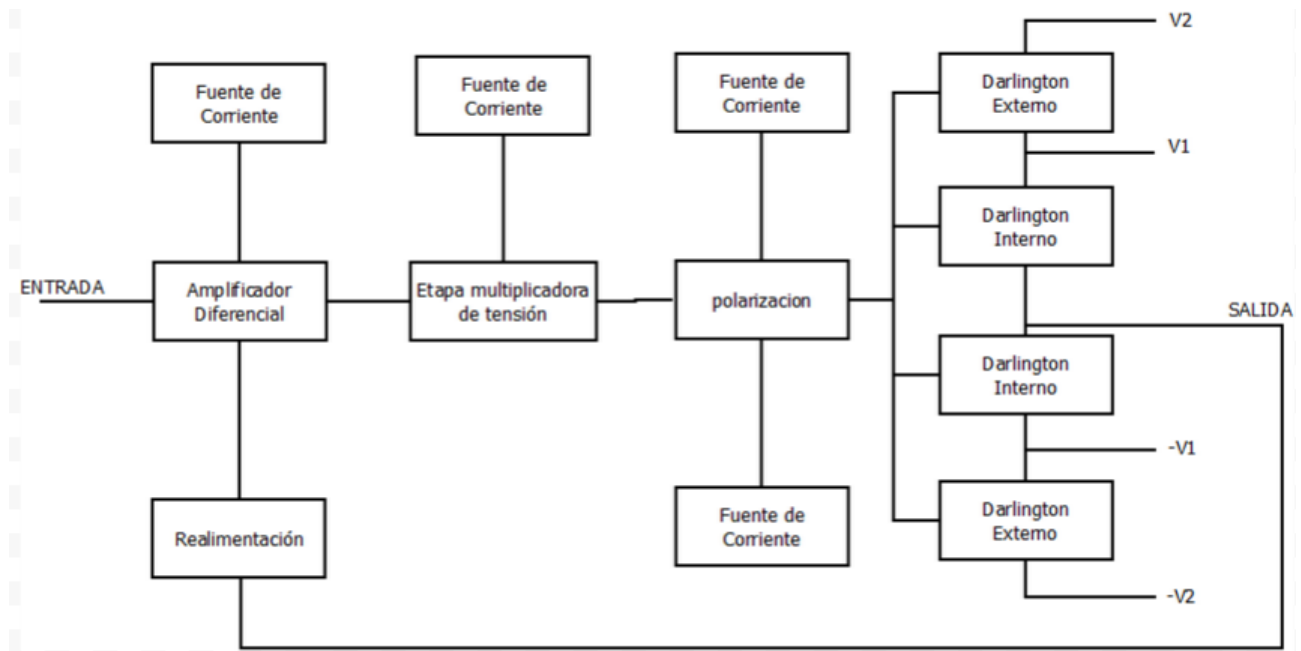 V2
Fuente de
Corriente
Fuente de
Corriente
Fuente de
Corriente
Darlington
Externo
V1
Darlington
Interno
ENTRADA
Amplificador
Diferencial
Etapa multiplicadora
de tensión
polarizacion
SALIDA
Darlington
Interno
-V1
Realimentación
Fuente de
Corriente
Darlington
Externo
-V2